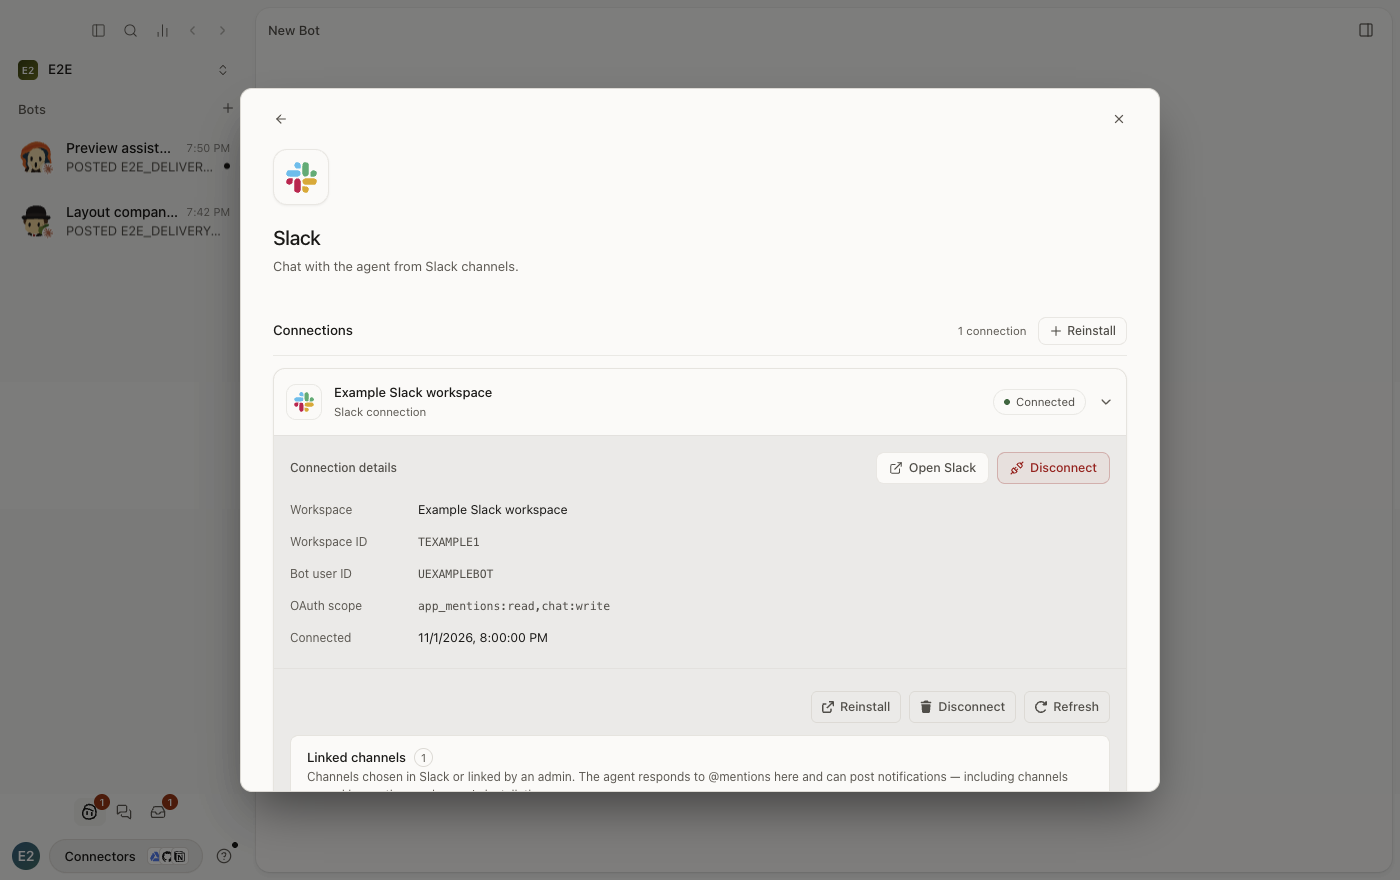 New Bot
E2 E2E
Bots
Preview assist... 7:50 PM
POSTED E2E_DELIVER...
Layout compan... 7:42 PM
POSTED E2E_DELIVERY...
1 1
E2 Connectors
Slack
Chat with the agent from Slack channels.
Connections 1 connection Reinstall
Example Slack workspace
Slack connection
Connected
Connection details Open Slack Disconnect
Workspace Example Slack workspace
Workspace ID TEXAMPLE1
Bot user ID UEXAMPLEBOT
OAuth scope app_mentions:read,chat:write
Connected 11/1/2026, 8:00:00 PM
Reinstall Disconnect Refresh
Linked channels 1
Channels chosen in Slack or linked by an admin. The agent responds to @mentions here and can post notifications — including channels